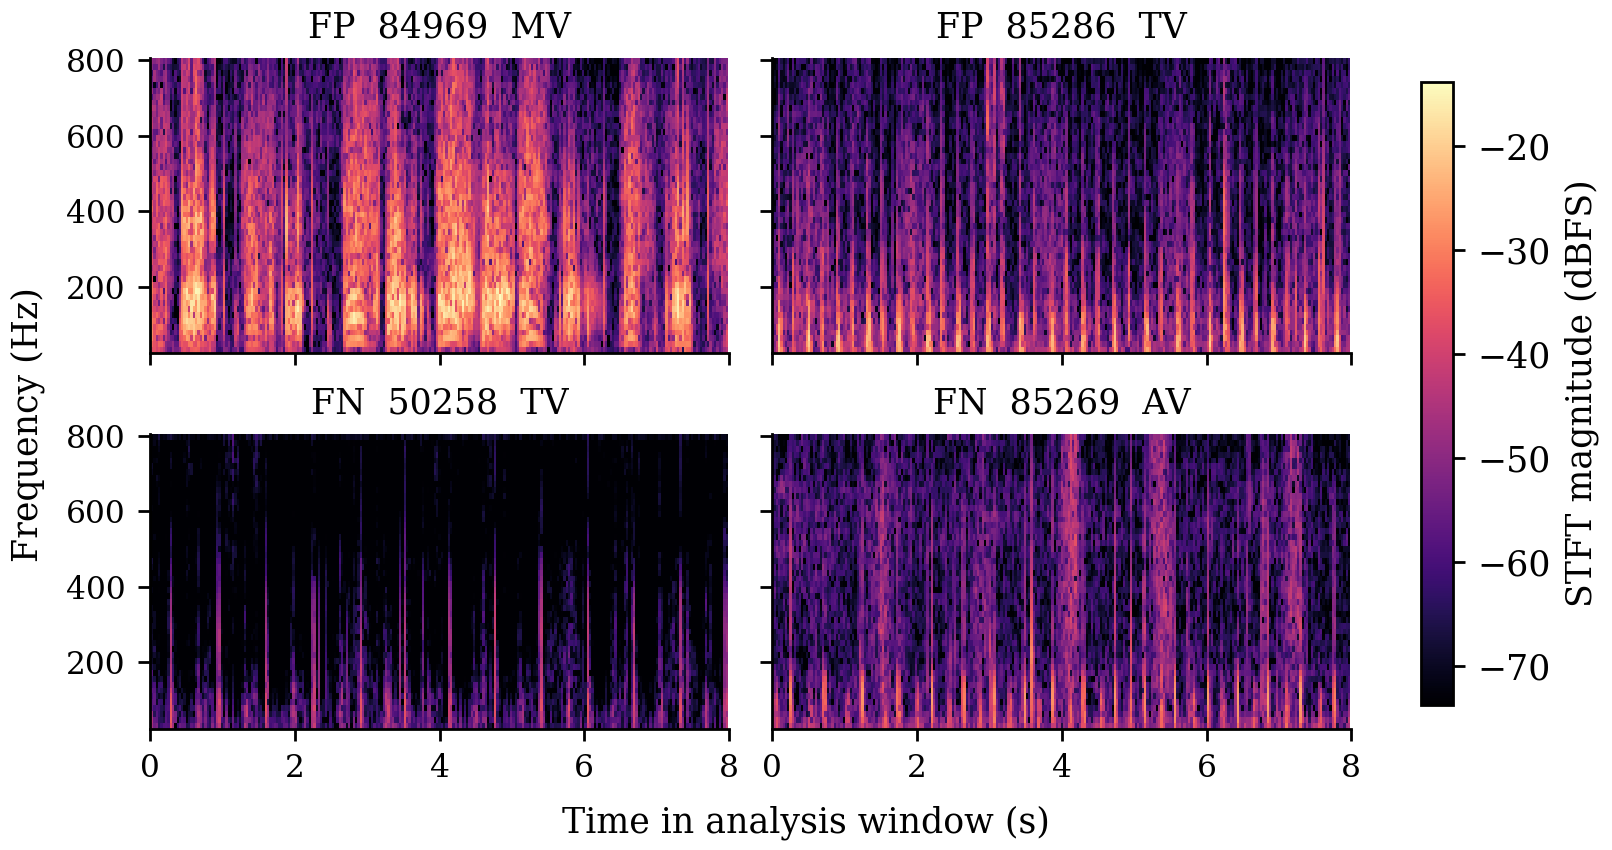 FP 84969 MV
FP 85286 TV
800
600
400
200
FN 50258 TV
FN 85269 AV
800
600
400
200
0 2 4 6 8
0 2 4 6 8
Frequency (Hz)
Time in analysis window (s)
−20
−30
−40
−50
−60
−70
STFT magnitude (dBFS)